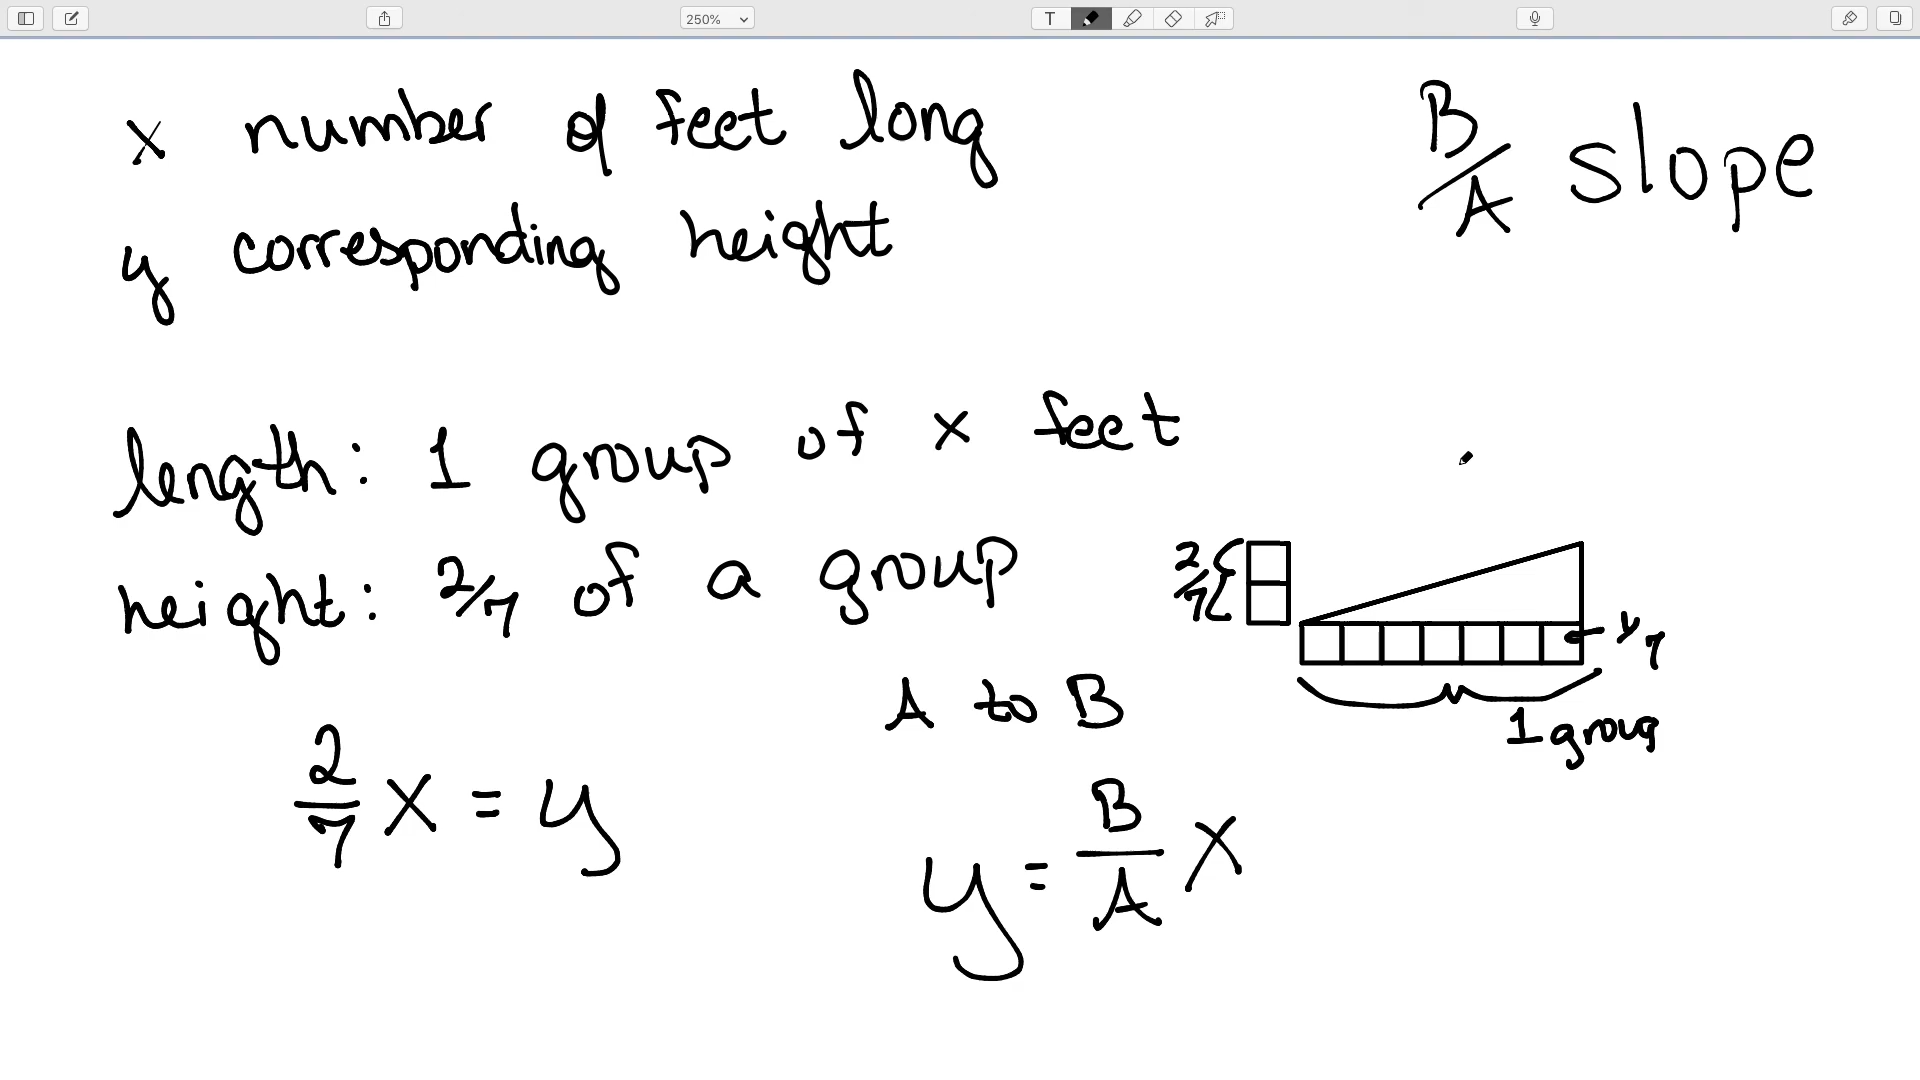 250%
T
x number of feet long
y corresponding height
B/A slope
length: 1 group of x feet
height: 2/7 of a group
2/7
1/7
1 group
A to B
2/7 x = y
y = B/A x